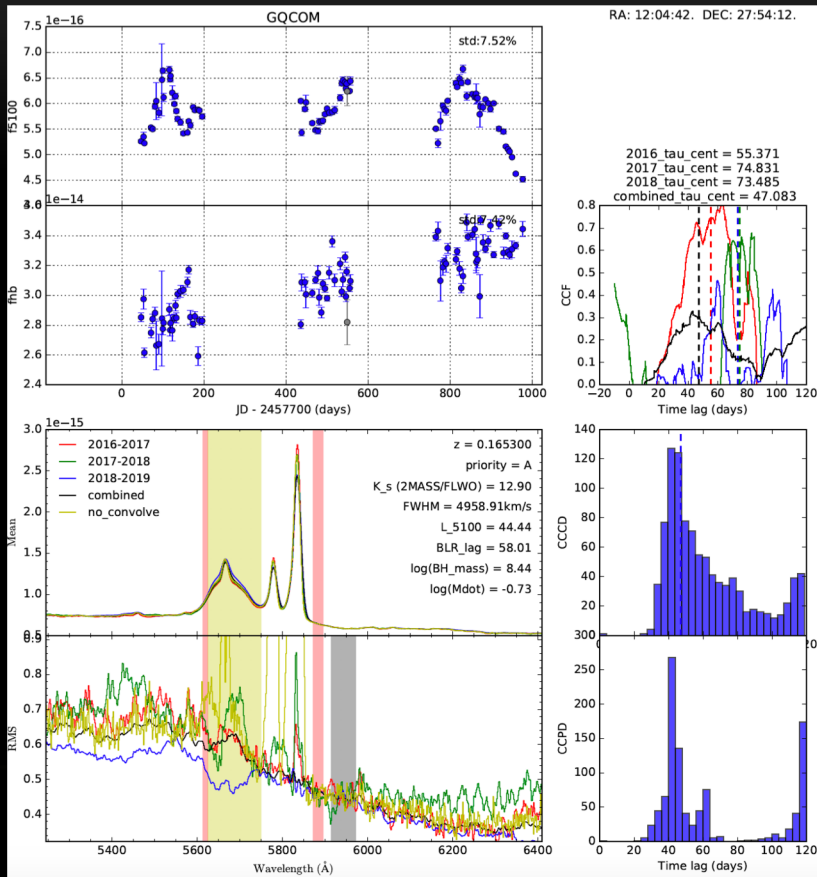 GQCOM
RA: 12:04:42. DEC: 27:54:12.
1e−16
std:7.52%
f5100
7.5
7.0
6.5
6.0
5.5
5.0
4.5
1e−14
std:7.42%
fhb
3.4
3.2
3.0
2.8
2.6
2.4
0
200
400
600
800
1000
JD - 2457700 (days)
2016_tau_cent = 55.371
2017_tau_cent = 74.831
2018_tau_cent = 73.485
combined_tau_cent = 47.083
CCF
0.8
0.7
0.6
0.5
0.4
0.3
0.2
0.1
0.0
−20 0 20 40 60 80 100 120
Time lag (days)
1e−15
Mean
3.0
2.5
2.0
1.5
1.0
0.5
2016-2017
2017-2018
2018-2019
combined
no_convolve
z = 0.165300
priority = A
K_s (2MASS/FLWO) = 12.90
FWHM = 4958.91km/s
L_5100 = 44.44
BLR_lag = 58.01
log(BH_mass) = 8.44
log(Mdot) = -0.73
RMS
0.8
0.7
0.6
0.5
0.4
5400 5600 5800 6000 6200 6400
Wavelength (Å)
CCCD
140
120
100
80
60
40
20
CCPD
300
250
200
150
100
50
0
0 20 40 60 80 100 120
Time lag (days)